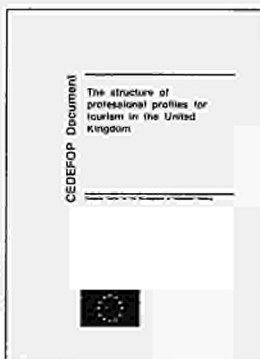 CEDEFOP Document
The structure of
professional profiles for
tourism in the United
Kingdom